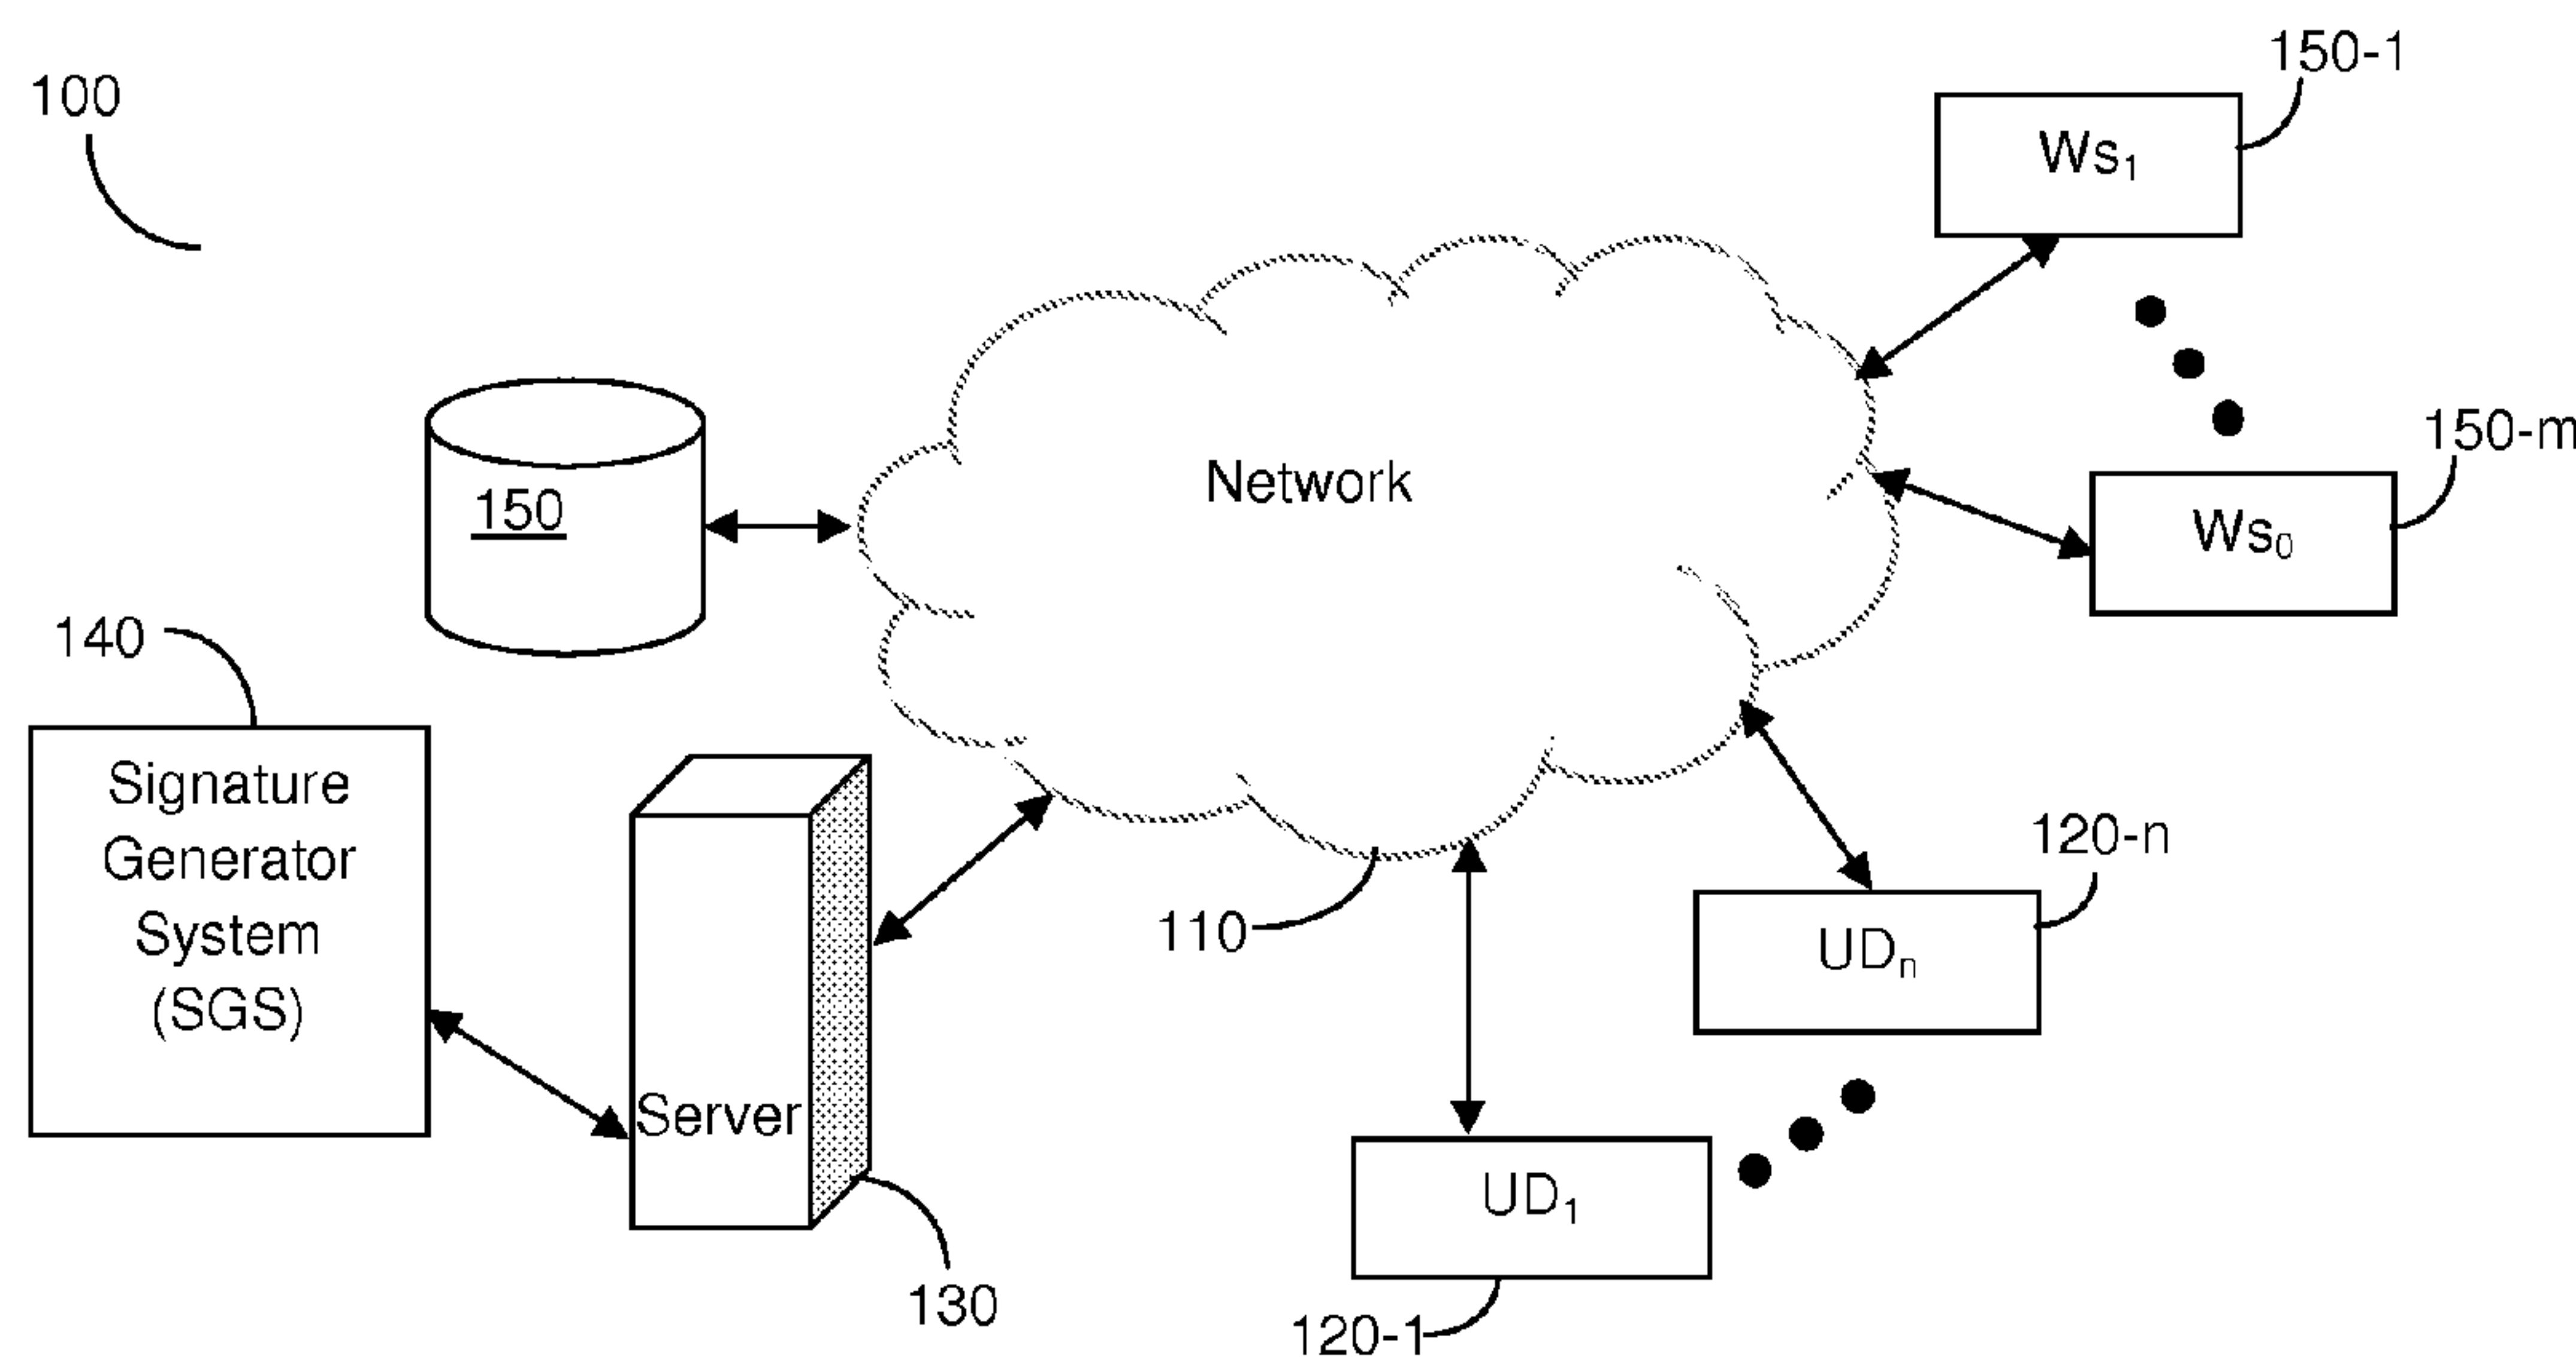 100
150-1
Ws₁
150-m
Ws₀
Network
150
140
Signature
Generator
System
(SGS)
Server
130
110
120-n
UDₙ
UD₁
120-1